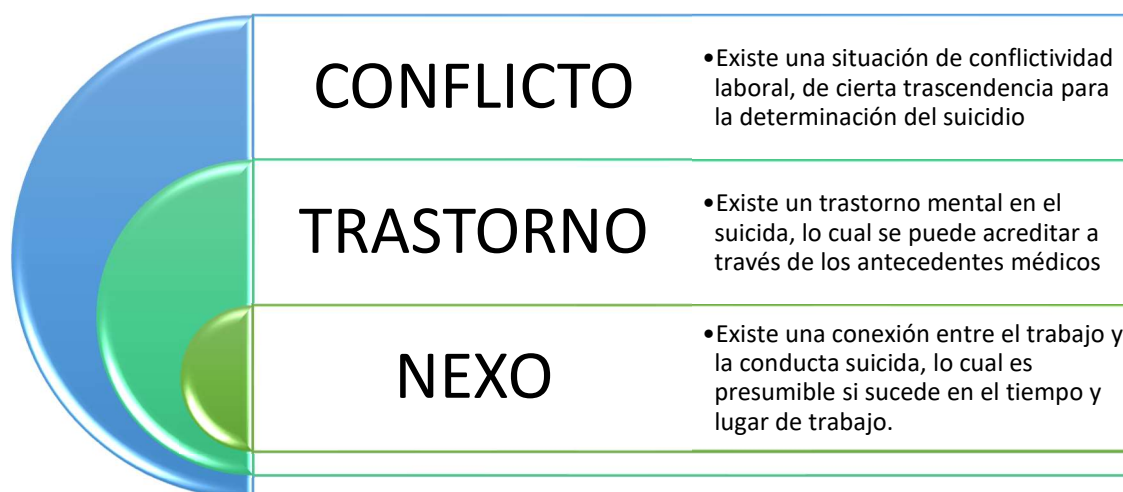 CONFLICTO
•Existe una situación de conflictividad
laboral, de cierta trascendencia para
la determinación del suicidio
TRASTORNO
•Existe un trastorno mental en el
suicida, lo cual se puede acreditar a
través de los antecedentes médicos
NEXO
•Existe una conexión entre el trabajo y
la conducta suicida, lo cual es
presumible si sucede en el tiempo y
lugar de trabajo.